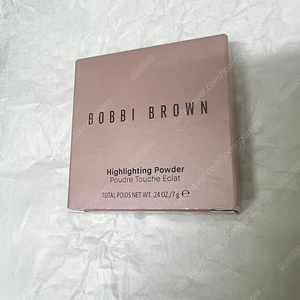 BOBBI BROWN
Highlighting Powder
Poudre Touche Eclat
TOTAL POIDS NET WT. .24 OZ./7 g ℮